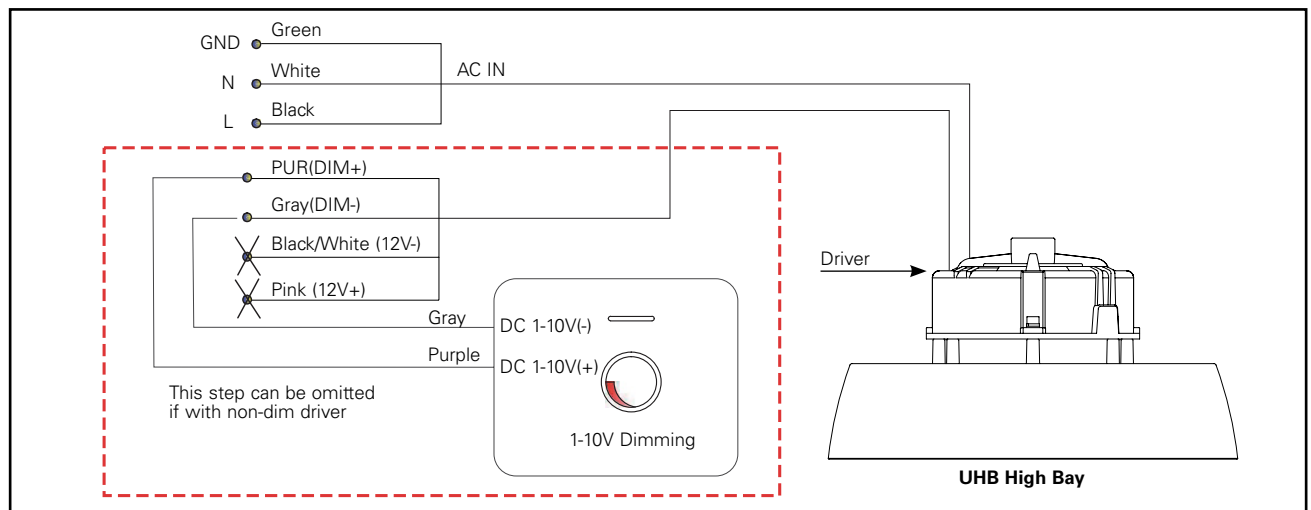 GND Green
N White AC IN
L Black
PUR(DIM+)
Gray(DIM-)
Black/White (12V-)
Pink (12V+)
Gray
DC 1-10V(-)
Purple
DC 1-10V(+)
This step can be omitted
if with non-dim driver
1-10V Dimming
Driver
UHB High Bay